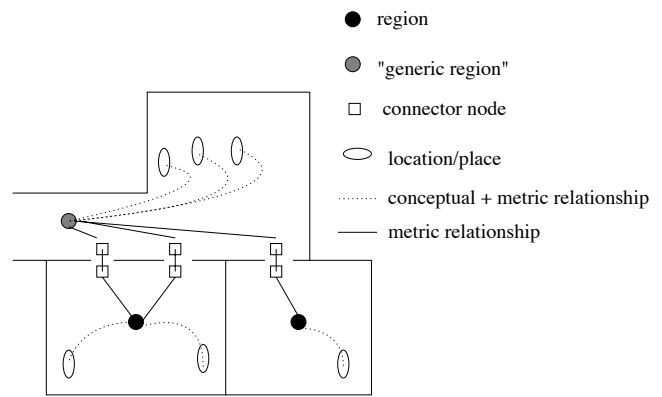 region
"generic region"
connector node
location/place
conceptual + metric relationship
metric relationship